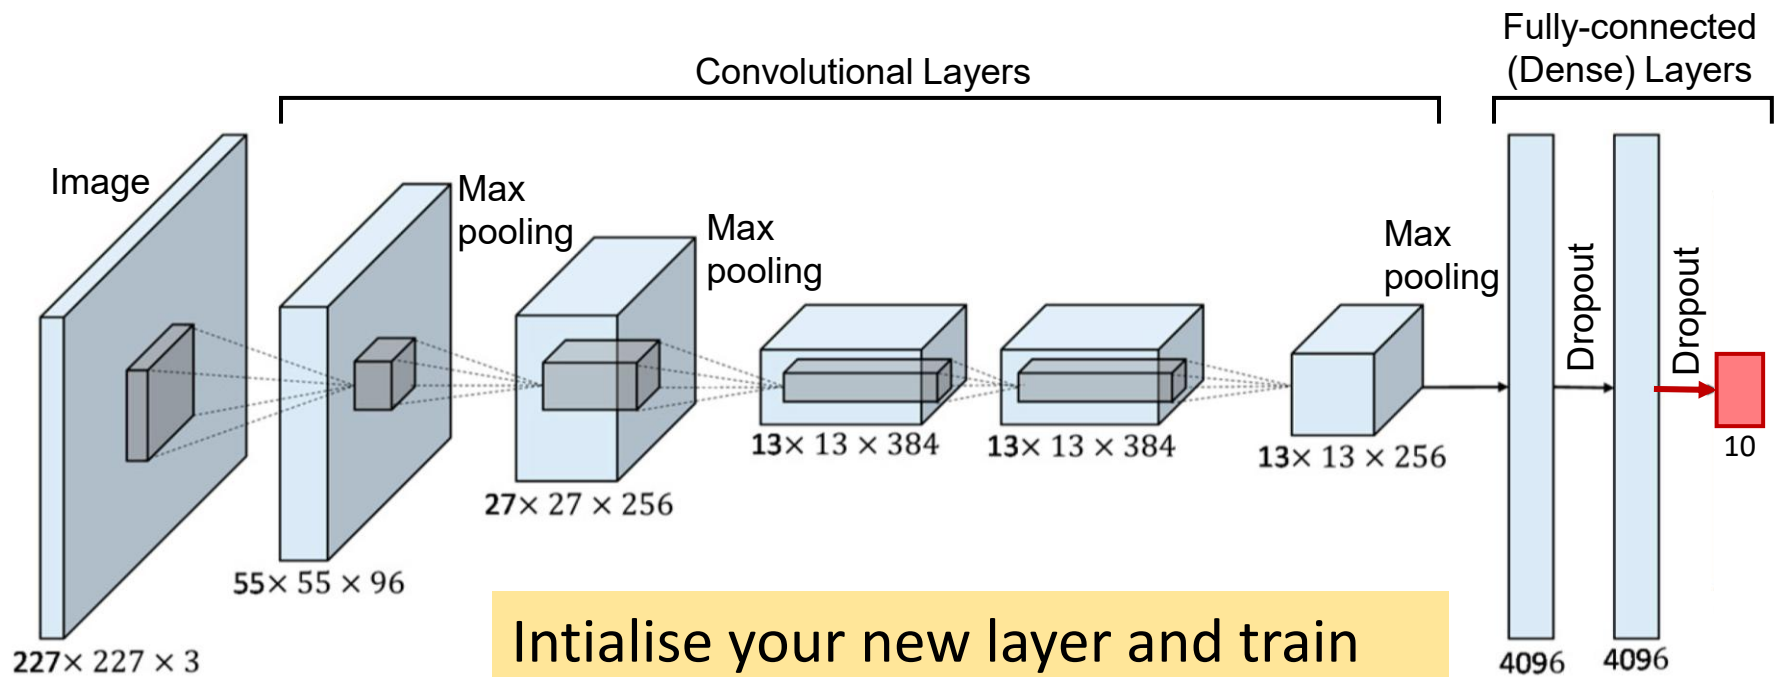 Fully-connected
(Dense) Layers
Convolutional Layers
Image
Max
pooling
Max
pooling
Max
pooling
Dropout
Dropout
227× 227 × 3
55× 55 × 96
27× 27 × 256
13× 13 × 384
13× 13 × 384
13× 13 × 256
4096
4096
10
Intialise your new layer and train